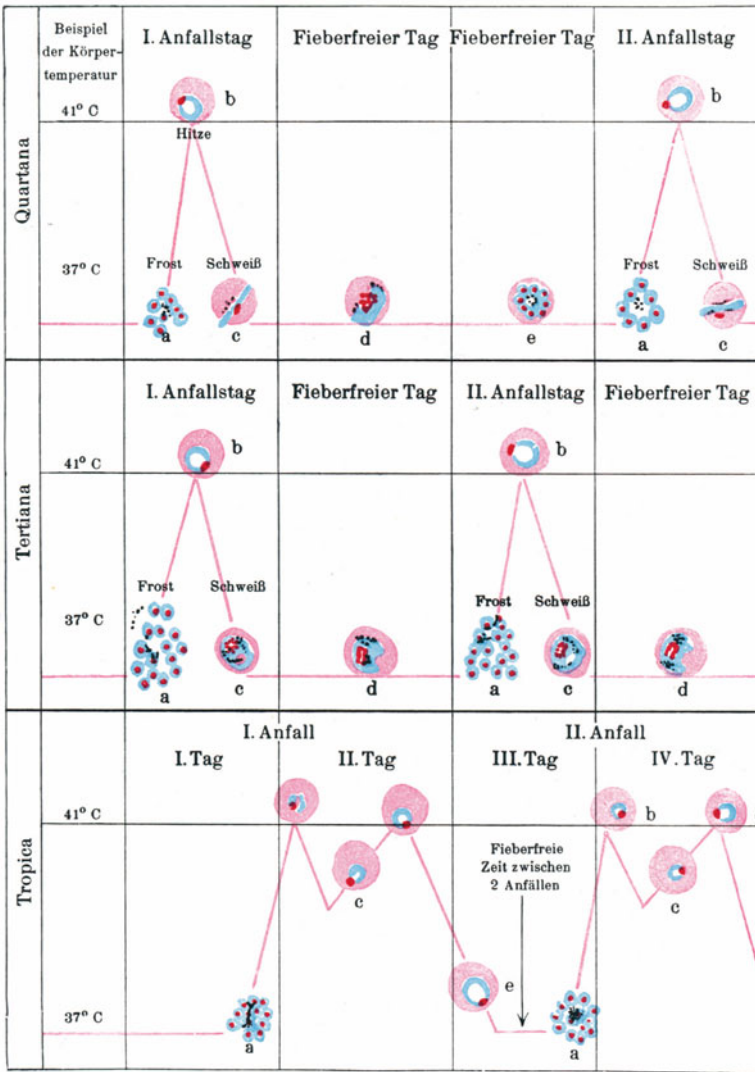 Beispiel
der Körper-
temperatur
I. Anfallstag
Fieberfreier Tag
Fieberfreier Tag
II. Anfallstag
b
b
41° C
Hitze
Quartana
37° C
Frost
Schweiß
Frost
Schweiß
a
c
d
e
a
c
I. Anfallstag
Fieberfreier Tag
II. Anfallstag
Fieberfreier Tag
b
b
41° C
Tertiana
Frost
Schweiß
Frost
Schweiß
37° C
a
c
d
a
c
d
I. Anfall
II. Anfall
I. Tag
II. Tag
III. Tag
IV. Tag
b
41° C
Fieberfreie
Zeit zwischen
2 Anfällen
Tropica
c
c
e
37° C
a
a